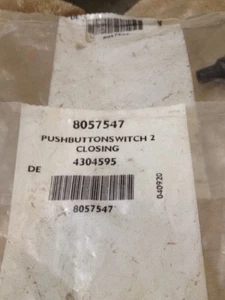 8057547
PUSHBUTTONSWITCH 2
CLOSING
4304595
DE
040920
8057547